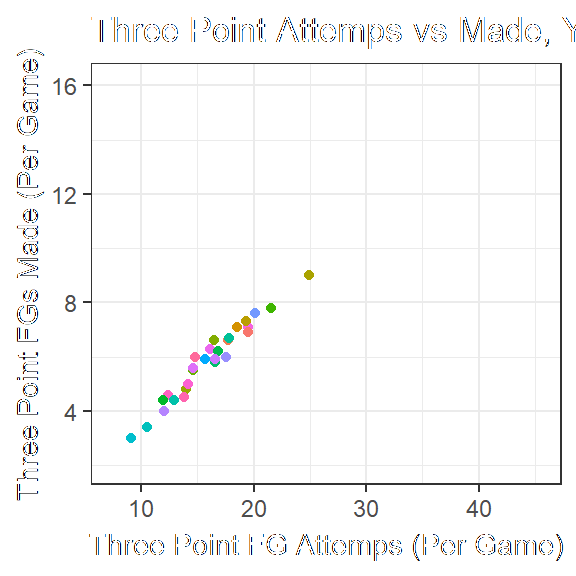 Three Point Attemps vs Made, Y
Three Point FGs Made (Per Game)
16
12
8
4
10 20 30 40
Three Point FG Attemps (Per Game)